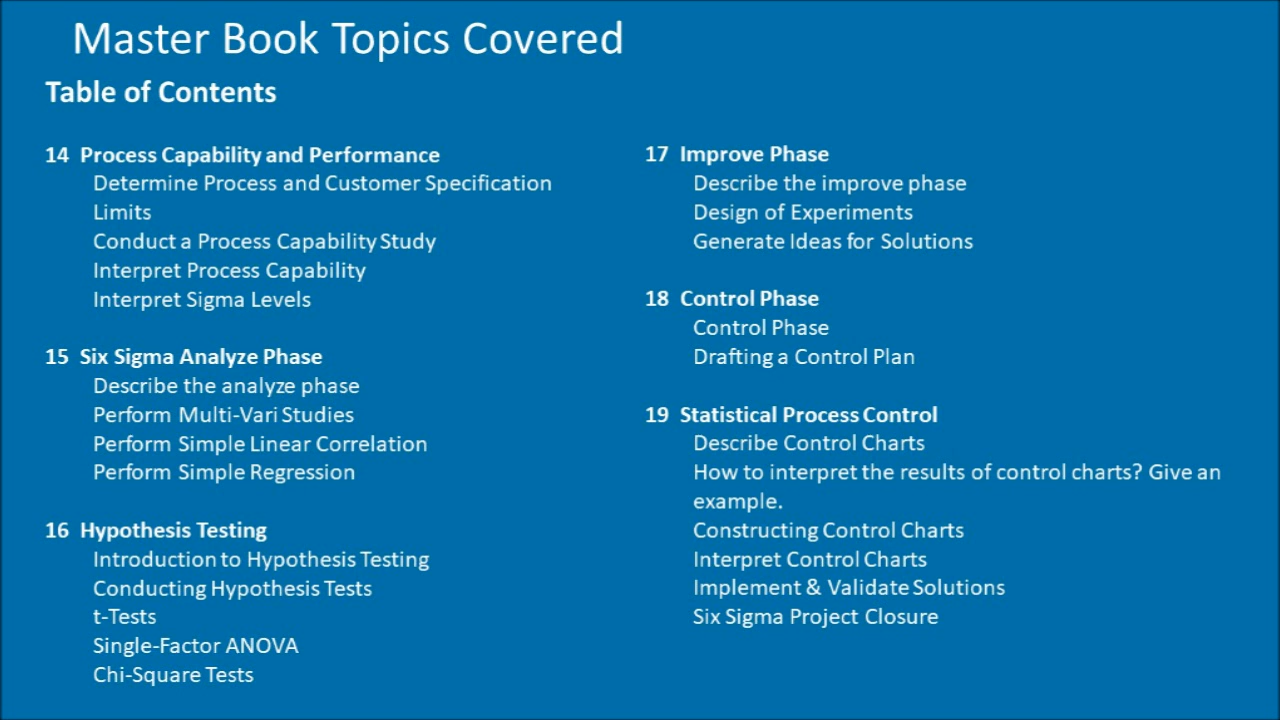 Master Book Topics Covered
Table of Contents
14 Process Capability and Performance
Determine Process and Customer Specification
Limits
Conduct a Process Capability Study
Interpret Process Capability
Interpret Sigma Levels
15 Six Sigma Analyze Phase
Describe the analyze phase
Perform Multi-Vari Studies
Perform Simple Linear Correlation
Perform Simple Regression
16 Hypothesis Testing
Introduction to Hypothesis Testing
Conducting Hypothesis Tests
t-Tests
Single-Factor ANOVA
Chi-Square Tests
17 Improve Phase
Describe the improve phase
Design of Experiments
Generate Ideas for Solutions
18 Control Phase
Control Phase
Drafting a Control Plan
19 Statistical Process Control
Describe Control Charts
How to interpret the results of control charts? Give an
example.
Constructing Control Charts
Interpret Control Charts
Implement & Validate Solutions
Six Sigma Project Closure